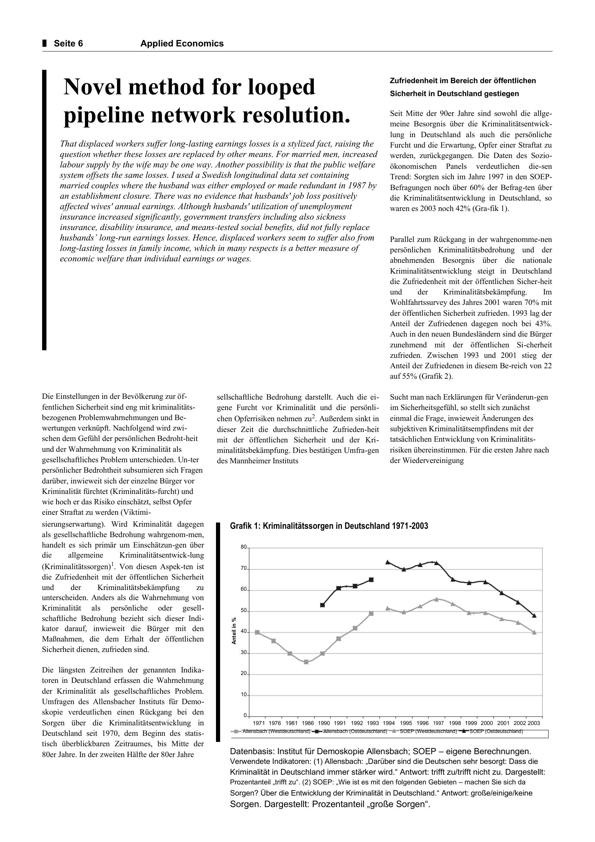 Seite 6
Applied Economics
Novel method for looped
pipeline network resolution.
That displaced workers suffer long-lasting earnings losses is a stylized fact, raising the
question whether these losses are replaced by other means. For married men, increased
labour supply by the wife may be one way. Another possibility is that the public welfare
system offsets the same losses. I used a Swedish longitudinal data set containing
married couples where the husband was either employed or made redundant in 1987 by
an establishment closure. There was no evidence that husbands' job loss positively
affected wives' annual earnings. Although husbands' utilization of unemployment
insurance increased significantly, government transfers including also sickness
insurance, disability insurance, and means-tested social benefits, did not fully replace
husbands' long-run earnings losses. Hence, displaced workers seem to suffer also from
long-lasting losses in family income, which in many respects is a better measure of
economic welfare than individual earnings or wages.
Zufriedenheit im Bereich der öffentlichen
Sicherheit in Deutschland gestiegen
Seit Mitte der 90er Jahre sind sowohl die allge-
meine Besorgnis über die Kriminalitätsentwick-
lung in Deutschland als auch die persönliche
Furcht und die Erwartung, Opfer einer Straftat zu
werden, zurückgegangen. Die Daten des Sozio-
ökonomischen Panels verdeutlichen die-sen
Trend: Sorgten sich im Jahre 1997 in den SOEP-
Befragungen noch über 60% der Befrag-ten über
die Kriminalitätsentwicklung in Deutschland, so
waren es 2003 noch 42% (Gra-fik 1).
Parallel zum Rückgang in der wahrgenomme-nen
persönlichen Kriminalitätsbedrohung und der
abnehmenden Besorgnis über die nationale
Kriminalitätsentwicklung steigt in Deutschland
die Zufriedenheit mit der öffentlichen Sicher-heit
und der Kriminalitätsbekämpfung. Im
Wohlfahrtssurvey des Jahres 2001 waren 70% mit
der öffentlichen Sicherheit zufrieden. 1993 lag der
Anteil der Zufriedenen dagegen noch bei 43%.
Auch in den neuen Bundesländern sind die Bürger
zunehmend mit der öffentlichen Si-cherheit
zufrieden. Zwischen 1993 und 2001 stieg der
Anteil der Zufriedenen in diesem Be-reich von 22
auf 55% (Grafik 2).
Die Einstellungen in der Bevölkerung zur öf-
fentlichen Sicherheit sind eng mit kriminalitäts-
bezogenen Problemwahrnehmungen und Be-
wertungen verknüpft. Nachfolgend wird zwi-
schen dem Gefühl der persönlichen Bedroht-heit
und der Wahrnehmung von Kriminalität als
gesellschaftliches Problem unterschieden. Un-ter
persönlicher Bedrohtheit subsumieren sich Fragen
darüber, inwieweit sich der einzelne Bürger vor
Kriminalität fürchtet (Kriminalitäts-furcht) und
wie hoch er das Risiko einschätzt, selbst Opfer
einer Straftat zu werden (Viktimi-
sierungserwartung). Wird Kriminalität dagegen
als gesellschaftliche Bedrohung wahrgenom-men,
handelt es sich primär um Einschätzun-gen über
die allgemeine Kriminalitätsentwick-lung
(Kriminalitätssorgen)1. Von diesen Aspek-ten ist
die Zufriedenheit mit der öffentlichen Sicherheit
und der Kriminalitätsbekämpfung zu
unterscheiden. Anders als die Wahrnehmung von
Kriminalität als persönliche oder gesell-
schaftliche Bedrohung bezieht sich dieser Indi-
kator darauf, inwieweit die Bürger mit den
Maßnahmen, die dem Erhalt der öffentlichen
Sicherheit dienen, zufrieden sind.
Die längsten Zeitreihen der genannten Indika-
toren in Deutschland erfassen die Wahrnehmung
der Kriminalität als gesellschaftliches Problem.
Umfragen des Allensbacher Instituts für Demo-
skopie verdeutlichen einen Rückgang bei den
Sorgen über die Kriminalitätsentwicklung in
Deutschland seit 1970, dem Beginn des statis-
tisch überblickbaren Zeitraumes, bis Mitte der
80er Jahre. In der zweiten Hälfte der 80er Jahre
sellschaftliche Bedrohung darstellt. Auch die ei-
gene Furcht vor Kriminalität und die persönli-
chen Opferrisiken nehmen zu2. Außerdem sinkt in
dieser Zeit die durchschnittliche Zufrieden-heit
mit der öffentlichen Sicherheit und der Kri-
minalitätsbekämpfung. Dies bestätigen Umfra-gen
des Mannheimer Instituts
Sucht man nach Erklärungen für Veränderun-gen
im Sicherheitsgefühl, so stellt sich zunächst
einmal die Frage, inwieweit Änderungen des
subjektiven Kriminalitätsempfindens mit der
tatsächlichen Entwicklung von Kriminalitäts-
risiken übereinstimmen. Für die ersten Jahre nach
der Wiedervereinigung
Grafik 1: Kriminalitätssorgen in Deutschland 1971-2003
Anteil in %
80
70
60
50
40
30
20
10
0
1971 1976 1981 1986 1990 1991 1992 1993 1994 1995 1996 1997 1998 1999 2000 2001 2002 2003
Allensbach (Westdeutschland) Allensbach (Ostdeutschland) SOEP (Westdeutschland) SOEP (Ostdeutschland)
Datenbasis: Institut für Demoskopie Allensbach; SOEP – eigene Berechnungen.
Verwendete Indikatoren: (1) Allensbach: „Darüber sind die Deutschen sehr besorgt: Dass die
Kriminalität in Deutschland immer stärker wird.“ Antwort: trifft zu/trifft nicht zu. Dargestellt:
Prozentanteil „trifft zu“. (2) SOEP: „Wie ist es mit den folgenden Gebieten – machen Sie sich da
Sorgen? Über die Entwicklung der Kriminalität in Deutschland.“ Antwort: große/einige/keine
Sorgen. Dargestellt: Prozentanteil „große Sorgen“.